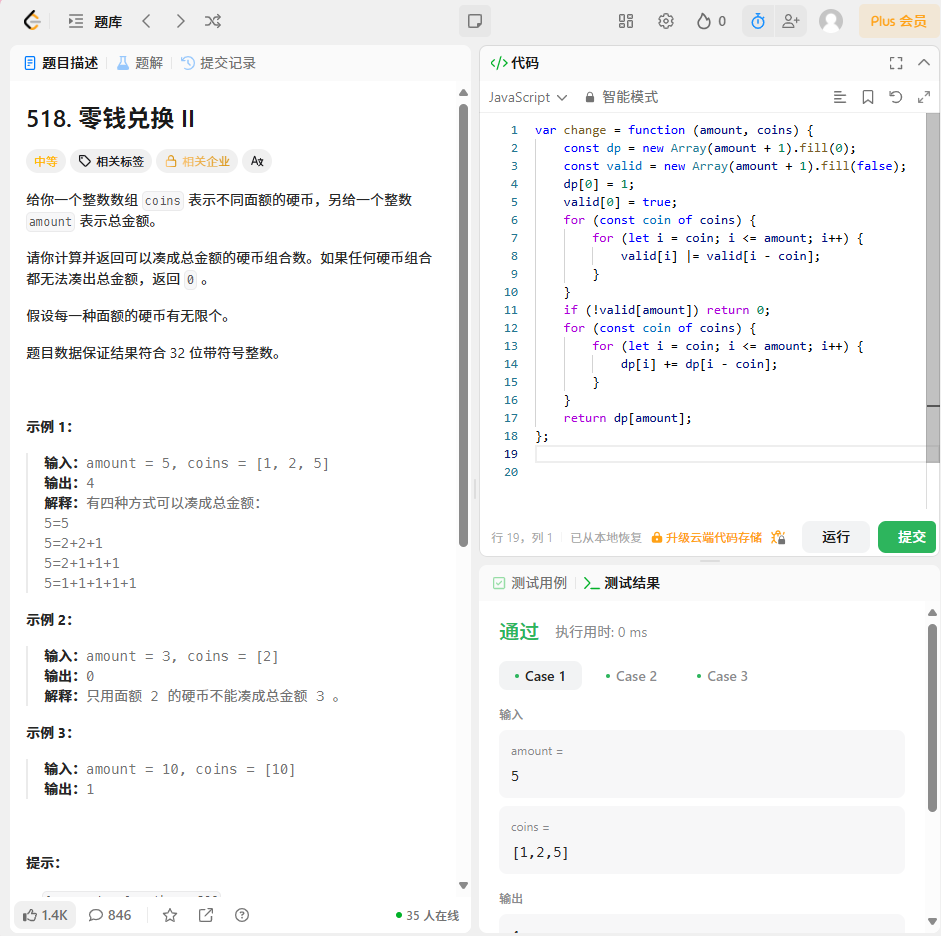 题库
0
Plus 会员
题目描述
题解
提交记录
518. 零钱兑换 II
中等
相关标签
相关企业
给你一个整数数组 coins 表示不同面额的硬币，另给一个整数
amount 表示总金额。
请你计算并返回可以凑成总金额的硬币组合数。如果任何硬币组合
都无法凑出总金额，返回 0 。
假设每一种面额的硬币有无限个。
题目数据保证结果符合 32 位带符号整数。
示例 1：
输入：amount = 5, coins = [1, 2, 5]
输出：4
解释：有四种方式可以凑成总金额：
5=5
5=2+2+1
5=2+1+1+1
5=1+1+1+1+1
示例 2：
输入：amount = 3, coins = [2]
输出：0
解释：只用面额 2 的硬币不能凑成总金额 3 。
示例 3：
输入：amount = 10, coins = [10]
输出：1
提示：
1.4K
846
35 人在线
代码
JavaScript
智能模式
1 var change = function (amount, coins) {
2 const dp = new Array(amount + 1).fill(0);
3 const valid = new Array(amount + 1).fill(false);
4 dp[0] = 1;
5 valid[0] = true;
6 for (const coin of coins) {
7 for (let i = coin; i <= amount; i++) {
8 valid[i] |= valid[i - coin];
9 }
10 }
11 if (!valid[amount]) return 0;
12 for (const coin of coins) {
13 for (let i = coin; i <= amount; i++) {
14 dp[i] += dp[i - coin];
15 }
16 }
17 return dp[amount];
18 };
19
20
行 19，列 1
已从本地恢复
升级云端代码存储
运行
提交
测试用例
测试结果
通过
执行用时: 0 ms
Case 1
Case 2
Case 3
输入
amount =
5
coins =
[1,2,5]
输出